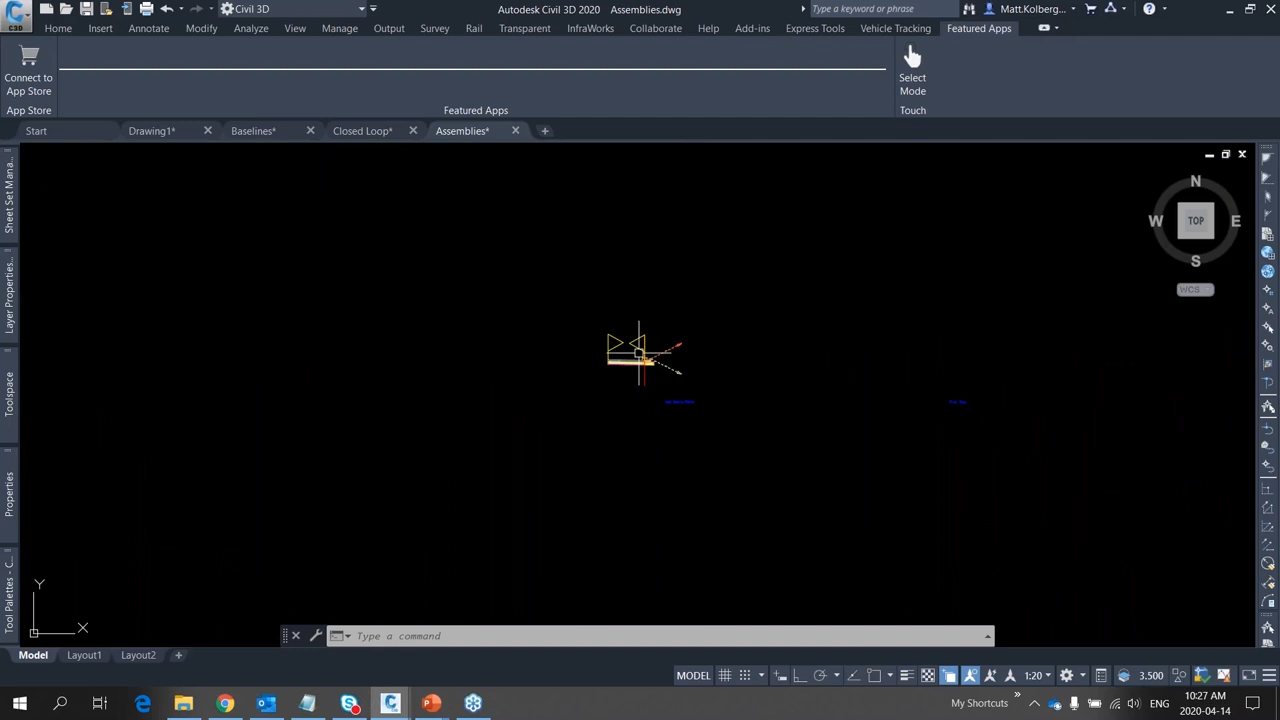 Civil 3D
Autodesk Civil 3D 2020 Assemblies.dwg
Type a keyword or phrase
Matt.Kolberg...
C3D
Home Insert Annotate Modify Analyze View Manage Output Survey Rail Transparent InfraWorks Collaborate Help Add-ins Express Tools Vehicle Tracking Featured Apps
Connect to
App Store
Select
Mode
App Store
Featured Apps
Touch
Start
Drawing1*
Baselines*
Closed Loop*
Assemblies*
Sheet Set Mana...
Layer Properties...
Toolspace
Properties
Tool Palettes - C...
N
W TOP E
S
WCS
Y
X
Type a command
Model Layout1 Layout2
MODEL
1:20
3.500
My Shortcuts
ENG
10:27 AM
2020-04-14